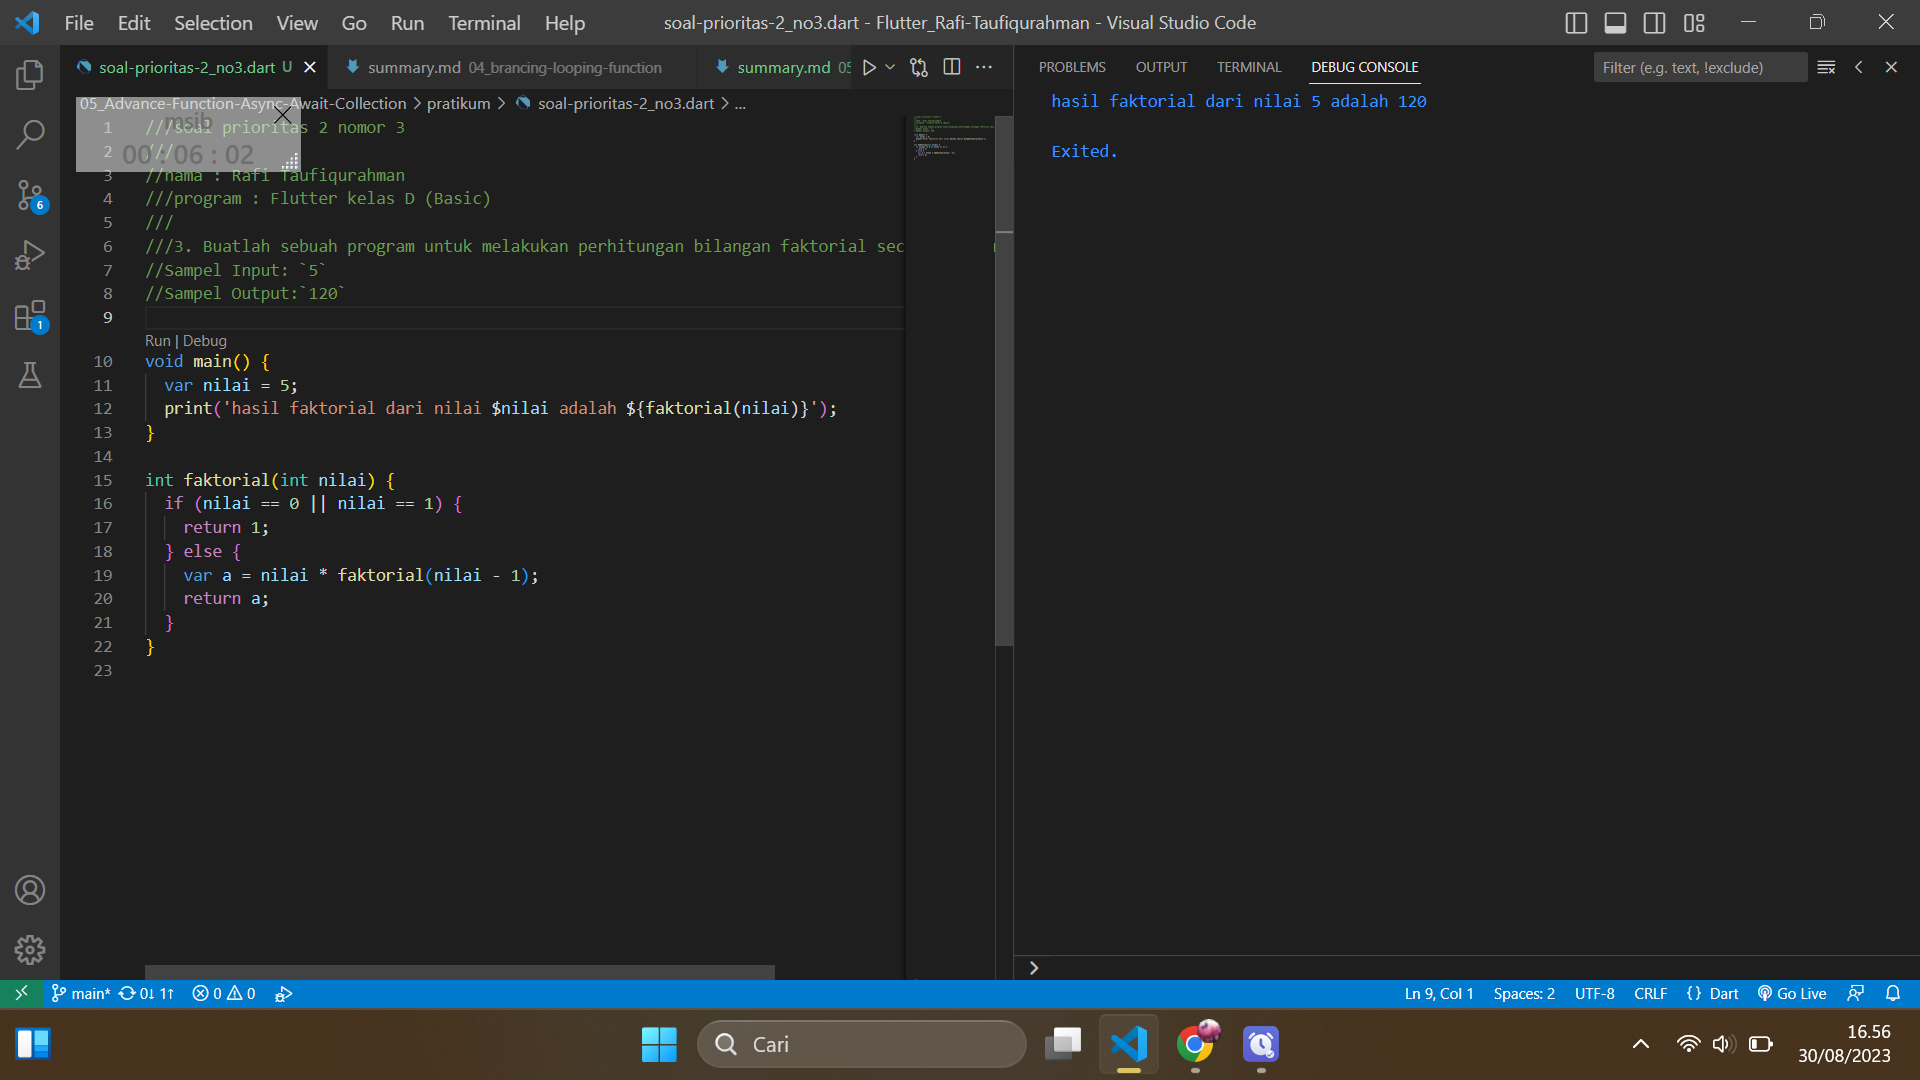 File Edit Selection View Go Run Terminal Help
soal-prioritas-2_no3.dart - Flutter_Rafi-Taufiqurahman - Visual Studio Code
soal-prioritas-2_no3.dart U
summary.md 04_brancing-looping-function
summary.md 05
05_Advance-Function-Async-Await-Collection > pratikum > soal-prioritas-2_no3.dart > ...
msib
00 : 06 : 02
1 ///soal prioritas 2 nomor 3
2 ///
3 //nama : Rafi Taufiqurahman
4 ///program : Flutter kelas D (Basic)
5 ///
6 ///3. Buatlah sebuah program untuk melakukan perhitungan bilangan faktorial sec
7 //Sampel Input: `5`
8 //Sampel Output:`120`
9
Run | Debug
10 void main() {
11 var nilai = 5;
12 print('hasil faktorial dari nilai $nilai adalah ${faktorial(nilai)}');
13 }
14
15 int faktorial(int nilai) {
16 if (nilai == 0 || nilai == 1) {
17 return 1;
18 } else {
19 var a = nilai * faktorial(nilai - 1);
20 return a;
21 }
22 }
23
PROBLEMS OUTPUT TERMINAL DEBUG CONSOLE
Filter (e.g. text, !exclude)
hasil faktorial dari nilai 5 adalah 120
Exited.
6
1
main* 0↓ 1↑ 0 0
Ln 9, Col 1 Spaces: 2 UTF-8 CRLF {} Dart Go Live
Cari
16.56
30/08/2023